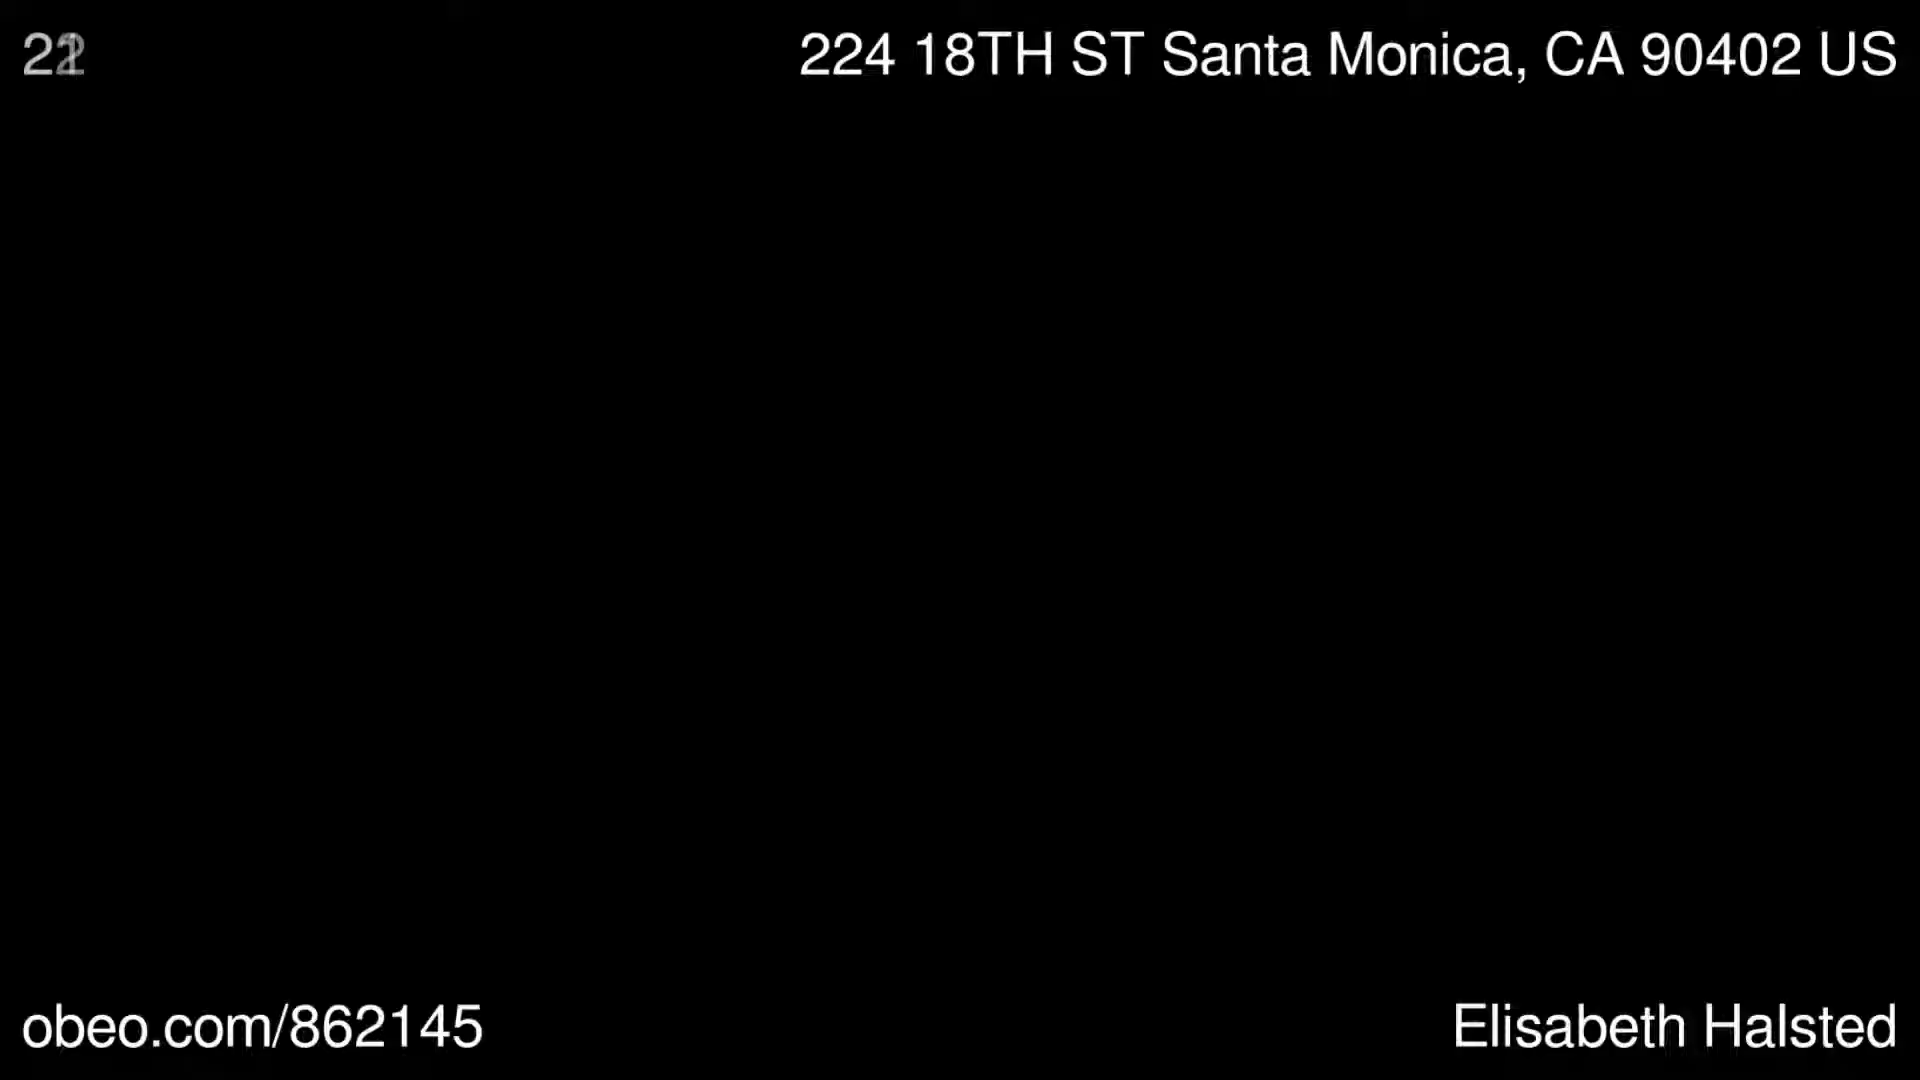 224 18TH ST Santa Monica, CA 90402 US
obeo.com/862145
Elisabeth Halsted